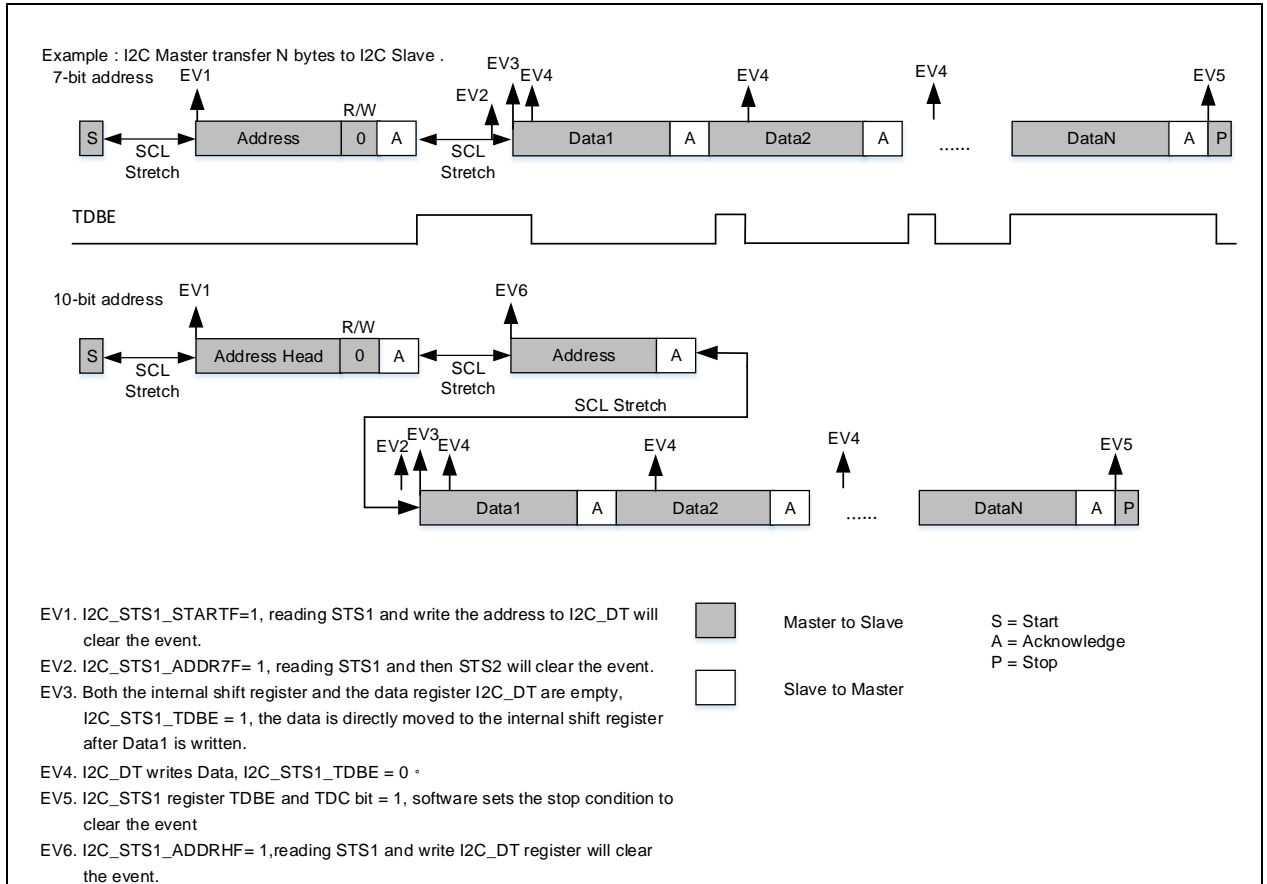 Example : I2C Master transfer N bytes to I2C Slave .
7-bit address
EV1
EV2
EV3
EV4
EV4
EV4
EV5
R/W
S
SCL
Stretch
Address
0
A
SCL
Stretch
Data1
A
Data2
A
......
DataN
A
P
TDBE
10-bit address
EV1
EV6
R/W
S
SCL
Stretch
Address Head
0
A
SCL
Stretch
Address
A
SCL Stretch
EV2
EV3
EV4
EV4
EV4
EV5
Data1
A
Data2
A
......
DataN
A
P
EV1. I2C_STS1_STARTF=1, reading STS1 and write the address to I2C_DT will
clear the event.
EV2. I2C_STS1_ADDR7F= 1, reading STS1 and then STS2 will clear the event.
EV3. Both the internal shift register and the data register I2C_DT are empty,
I2C_STS1_TDBE = 1, the data is directly moved to the internal shift register
after Data1 is written.
EV4. I2C_DT writes Data, I2C_STS1_TDBE = 0。
EV5. I2C_STS1 register TDBE and TDC bit = 1, software sets the stop condition to
clear the event
EV6. I2C_STS1_ADDRHF= 1,reading STS1 and write I2C_DT register will clear
the event.
Master to Slave
Slave to Master
S = Start
A = Acknowledge
P = Stop